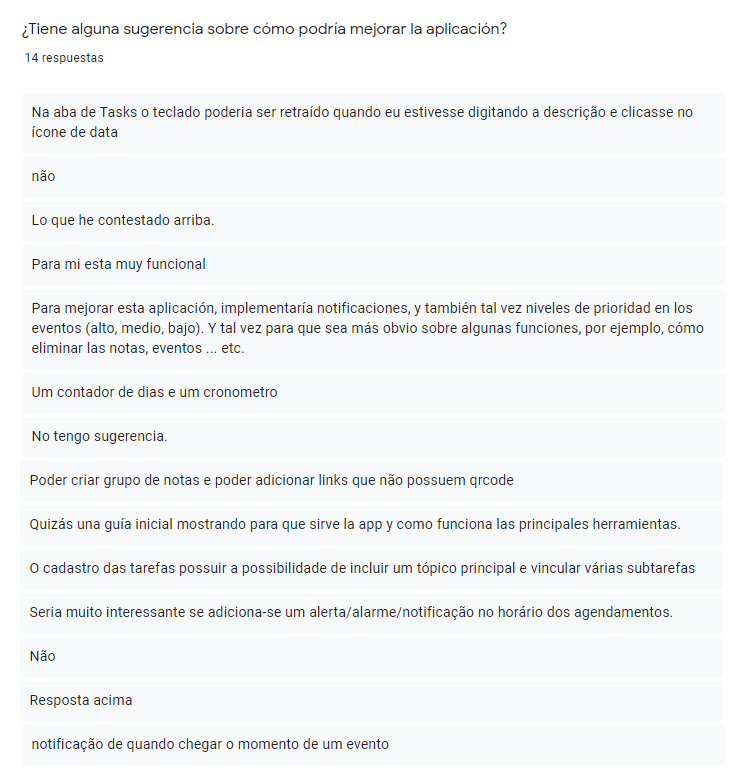 ¿Tiene alguna sugerencia sobre cómo podría mejorar la aplicación?
14 respuestas
Na aba de Tasks o teclado poderia ser retraído quando eu estivesse digitando a descrição e clicasse no
ícone de data
não
Lo que he contestado arriba.
Para mi esta muy funcional
Para mejorar esta aplicación, implementaría notificaciones, y también tal vez niveles de prioridad en los
eventos (alto, medio, bajo). Y tal vez para que sea más obvio sobre algunas funciones, por ejemplo, cómo
eliminar las notas, eventos ... etc.
Um contador de dias e um cronometro
No tengo sugerencia.
Poder criar grupo de notas e poder adicionar links que não possuem qrcode
Quizás una guía inicial mostrando para que sirve la app y como funciona las principales herramientas.
O cadastro das tarefas possuir a possibilidade de incluir um tópico principal e vincular várias subtarefas
Seria muito interessante se adiciona-se um alerta/alarme/notificação no horário dos agendamentos.
Não
Resposta acima
notificação de quando chegar o momento de um evento